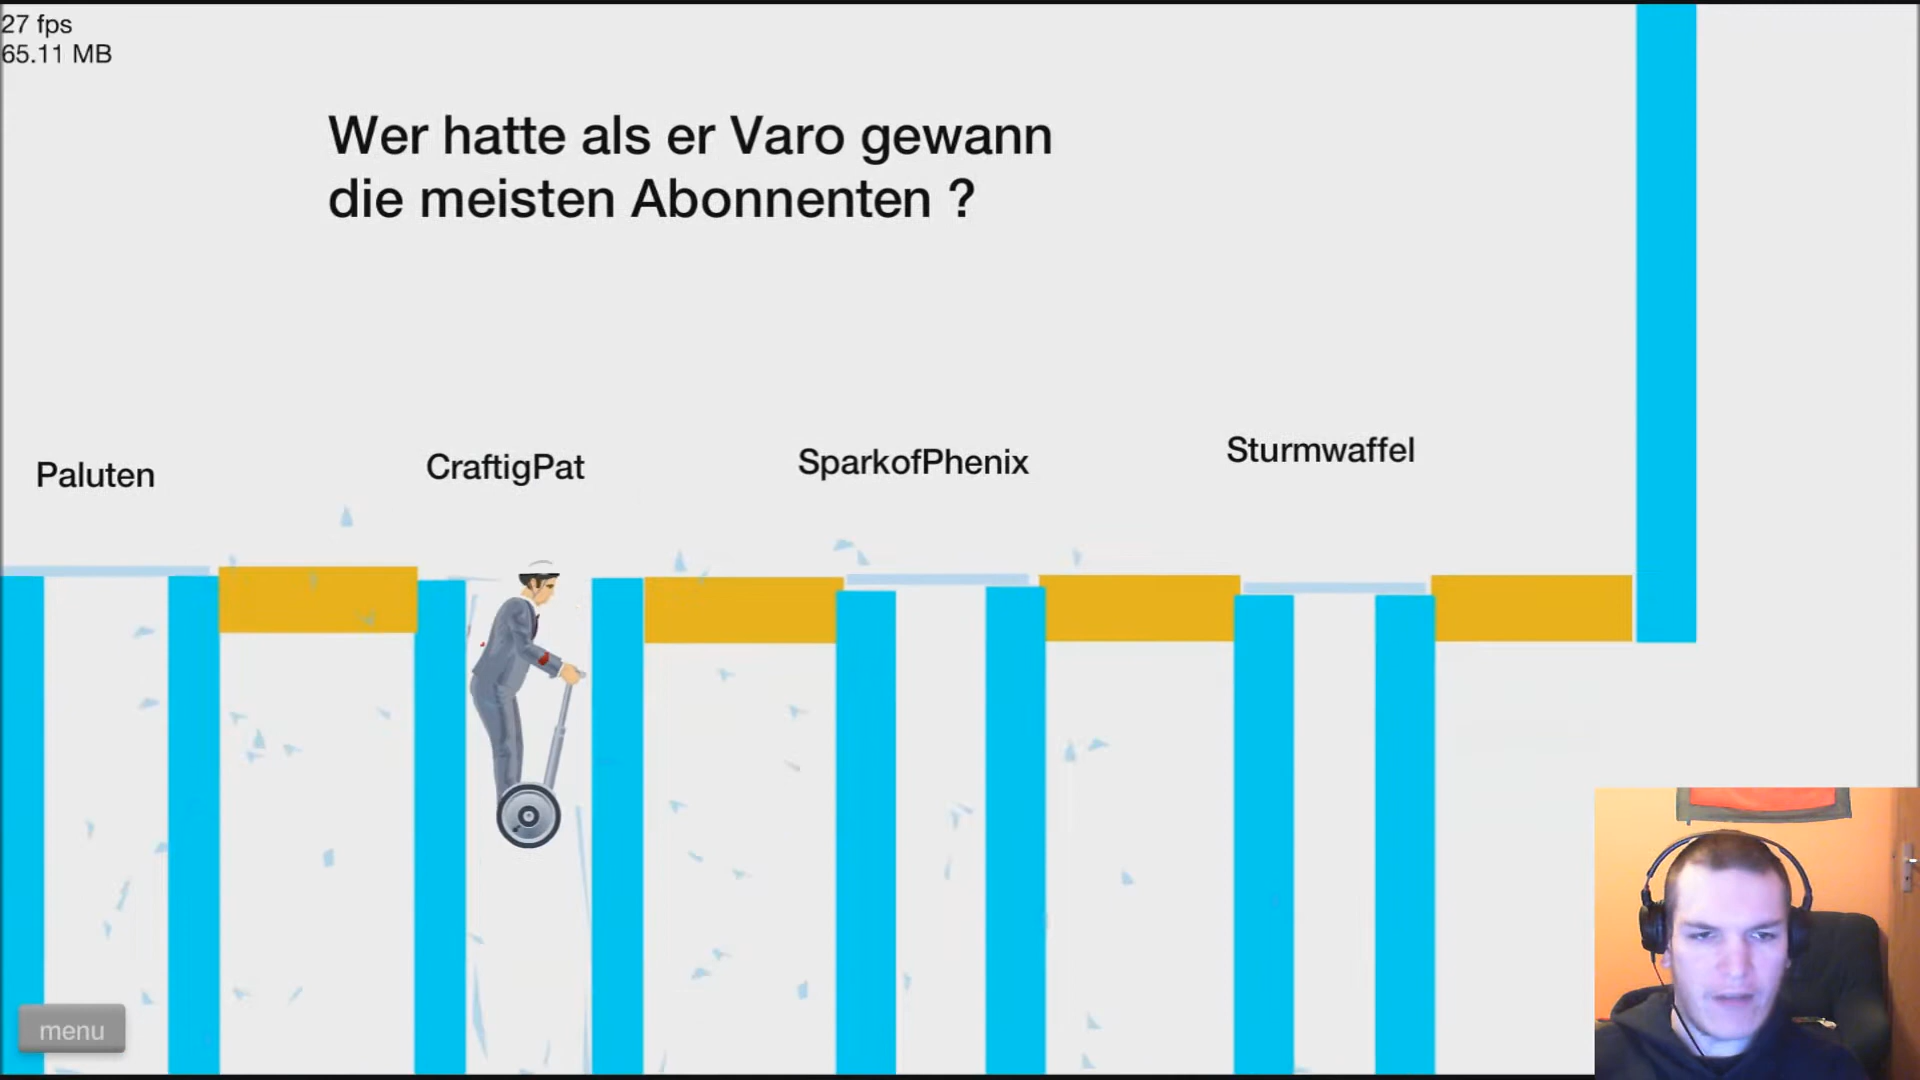 27 fps
65.11 MB
Wer hatte als er Varo gewann
die meisten Abonnenten ?
Paluten
CraftigPat
SparkofPhenix
Sturmwaffel
menu